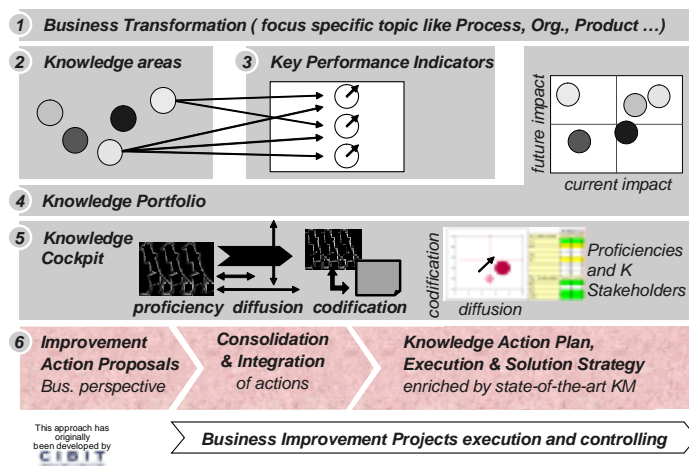 1 Business Transformation ( focus specific topic like Process, Org., Product …)
2 Knowledge areas
3 Key Performance Indicators
future impact
current impact
4 Knowledge Portfolio
5 Knowledge
Cockpit
proficiency diffusion codification
codification
diffusion
Proficiencies
and K
Stakeholders
6 Improvement
Action Proposals
Bus. perspective
Consolidation
& Integration
of actions
Knowledge Action Plan,
Execution & Solution Strategy
enriched by state-of-the-art KM
This approach has
originally
been developed by
CIBIT
Business Improvement Projects execution and controlling